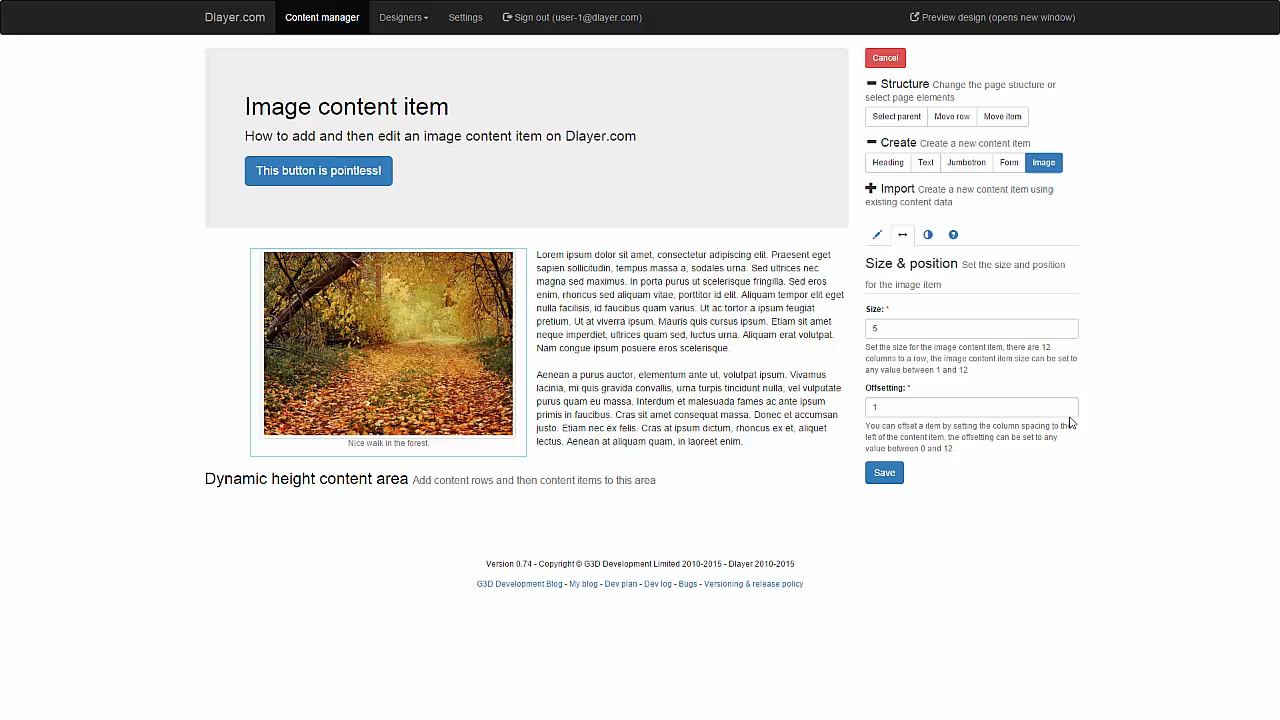 Dlayer.com Content manager Designers Settings Sign out (user-1@dlayer.com) Preview design (opens new window)
Image content item
How to add and then edit an image content item on Dlayer.com
This button is pointless!
Nice walk in the forest.
Lorem ipsum dolor sit amet, consectetur adipiscing elit. Praesent eget
sapien sollicitudin, tempus massa a, sodales urna. Sed ultrices nec
magna sed maximus. In porta purus ut scelerisque fringilla. Sed eros
enim, rhoncus sed aliquam vitae, porttitor id elit. Aliquam tempor elit eget
nulla facilisis, id faucibus quam varius. Ut ac tortor a ipsum feugiat
pretium. Ut at viverra ipsum. Mauris quis cursus ipsum. Etiam sit amet
neque imperdiet, ultrices quam sed, luctus urna. Aliquam erat volutpat.
Nam congue ipsum posuere eros scelerisque.
Aenean a purus auctor, elementum ante ut, volutpat ipsum. Vivamus
lacinia, mi quis gravida convallis, urna turpis tincidunt nulla, vel vulputate
purus quam eu massa. Interdum et malesuada fames ac ante ipsum
primis in faucibus. Cras sit amet consequat massa. Donec et accumsan
justo. Etiam nec ex felis. Cras at ipsum dictum, rhoncus ex et, aliquet
lectus. Aenean at aliquam quam, in laoreet enim.
Dynamic height content area Add content rows and then content items to this area
Cancel
Structure Change the page structure or
select page elements
Select parent Move row Move item
Create Create a new content item
Heading Text Jumbotron Form Image
Import Create a new content item using
existing content data
Size & position Set the size and position
for the image item
Size: *
5
Set the size for the image content item, there are 12
columns to a row, the image content item size can be set to
any value between 1 and 12
Offsetting: *
1
You can offset a item by setting the column spacing to the
left of the content item, the offsetting can be set to any
value between 0 and 12.
Save
Version 0.74 - Copyright © G3D Development Limited 2010-2015 - Dlayer 2010-2015
G3D Development Blog - My blog - Dev plan - Dev log - Bugs - Versioning & release policy